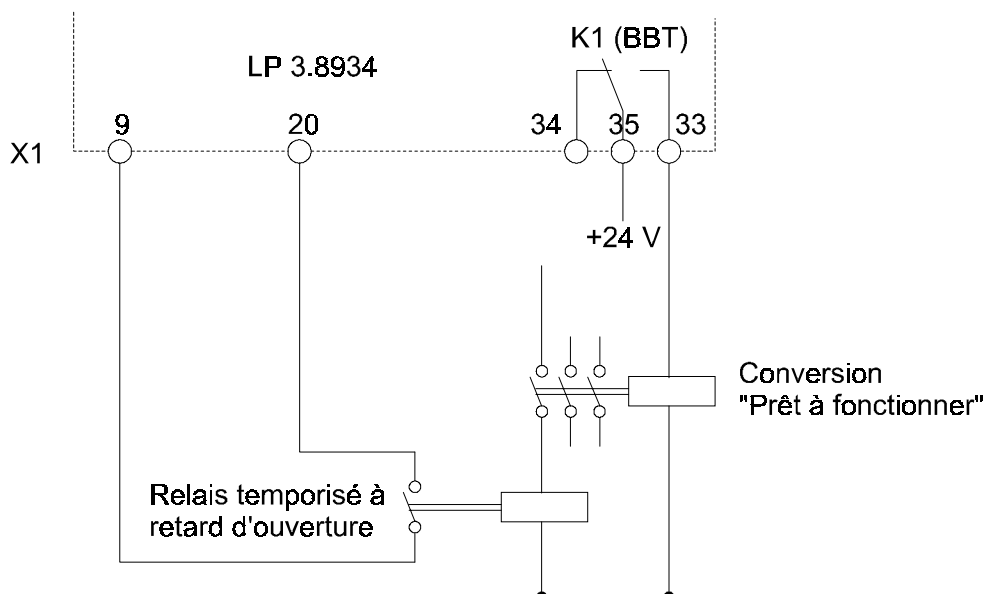 K1 (BBT)
LP 3.8934
9
20
34
35
33
X1
+24 V
Conversion
"Prêt à fonctionner"
Relais temporisé à
retard d'ouverture